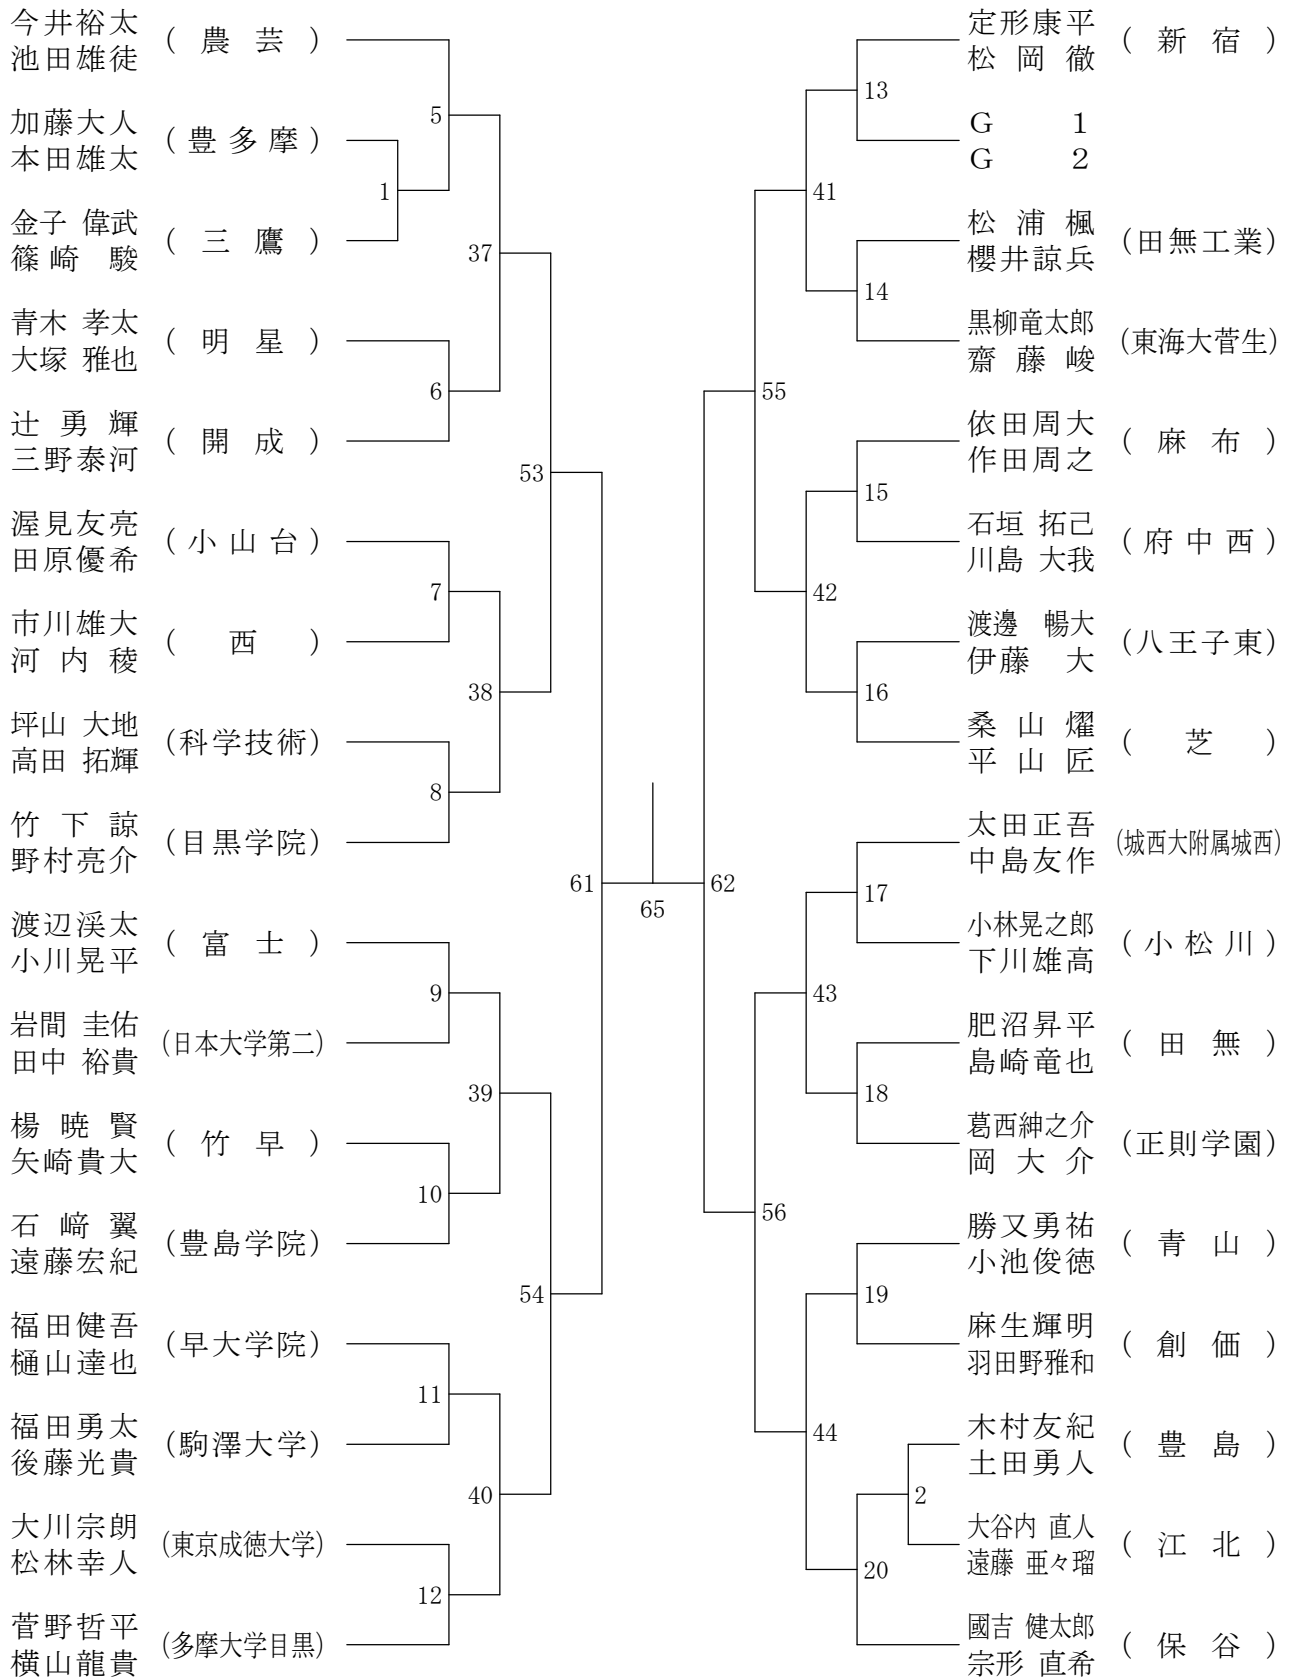 今井裕太
池田雄徒
(農芸)
加藤大人
本田雄太
(豊多摩)
金子 偉武
篠崎 駿
(三鷹)
青木 孝太
大塚 雅也
(明星)
辻勇輝
三野泰河
(開成)
渥見友亮
田原優希
(小山台)
市川雄大
河内稜
(西)
坪山 大地
高田 拓輝
(科学技術)
竹下諒
野村亮介
(目黒学院)
渡辺渓太
小川晃平
(富士)
岩間 圭佑
田中 裕貴
(日本大学第二)
楊暁賢
矢崎貴大
(竹早)
石﨑翼
遠藤宏紀
(豊島学院)
福田健吾
樋山達也
(早大学院)
福田勇太
後藤光貴
(駒澤大学)
大川宗朗
松林幸人
(東京成徳大学)
菅野哲平
横山龍貴
(多摩大学目黒)
5
1
37
6
53
7
38
8
61
9
39
10
54
11
40
12
65
62
13
41
14
55
15
42
16
17
43
18
56
19
44
2
20
定形康平
松岡徹
(新宿)
G 1
G 2
松浦楓
櫻井諒兵
(田無工業)
黒柳竜太郎
齋藤峻
(東海大菅生)
依田周大
作田周之
(麻布)
石垣 拓己
川島 大我
(府中西)
渡邊 暢大
伊藤 大
(八王子東)
桑山燿
平山匠
(芝)
太田正吾
中島友作
(城西大附属城西)
小林晃之郎
下川雄高
(小松川)
肥沼昇平
島崎竜也
(田無)
葛西紳之介
岡大介
(正則学園)
勝又勇祐
小池俊徳
(青山)
麻生輝明
羽田野雅和
(創価)
木村友紀
土田勇人
(豊島)
大谷内 直人
遠藤 亜々瑠
(江北)
國吉 健太郎
宗形 直希
(保谷)